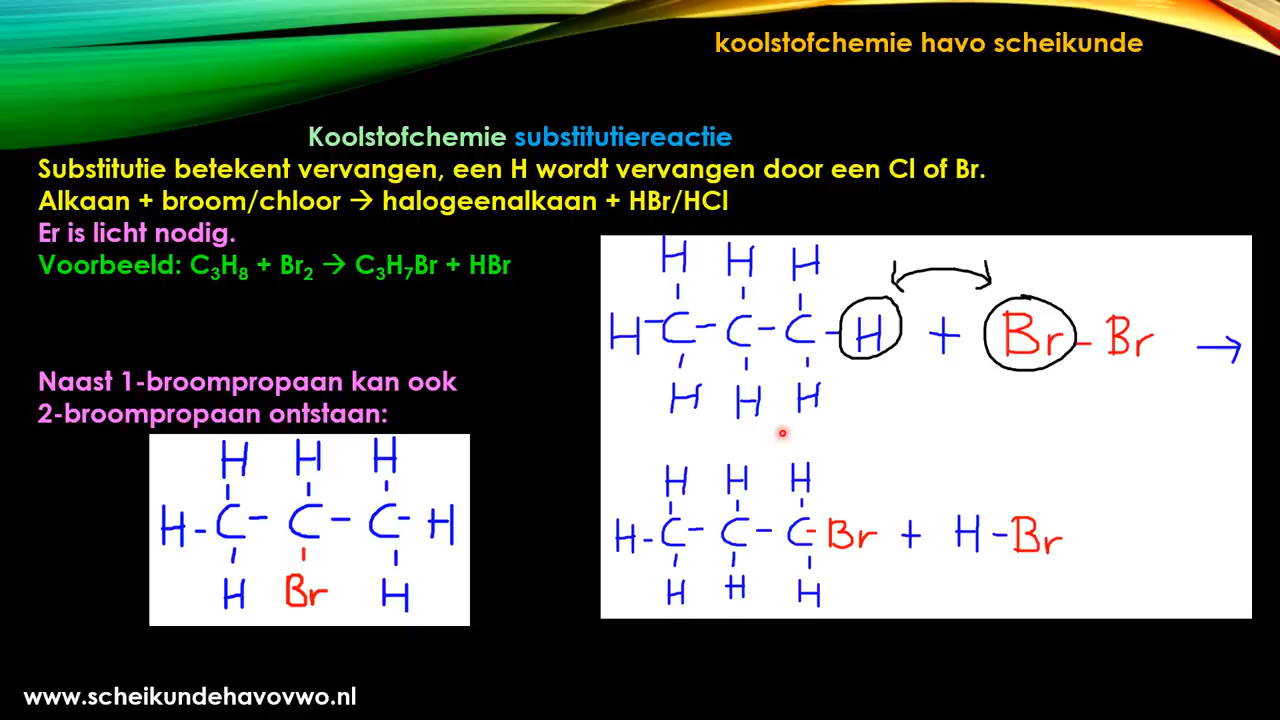 koolstofchemie havo scheikunde
Koolstofchemie substitutiereactie
Substitutie betekent vervangen, een H wordt vervangen door een Cl of Br.
Alkaan + broom/chloor → halogeenalkaan + HBr/HCl
Er is licht nodig.
Voorbeeld: C₃H₈ + Br₂ → C₃H₇Br + HBr
H H H
H-C-C-C-H + Br-Br →
H H H
Naast 1-broompropaan kan ook
2-broompropaan ontstaan:
H H H
H-C-C-C-H
H Br H
H H H
H-C-C-C-Br + H-Br
H H H
www.scheikundehavovwo.nl